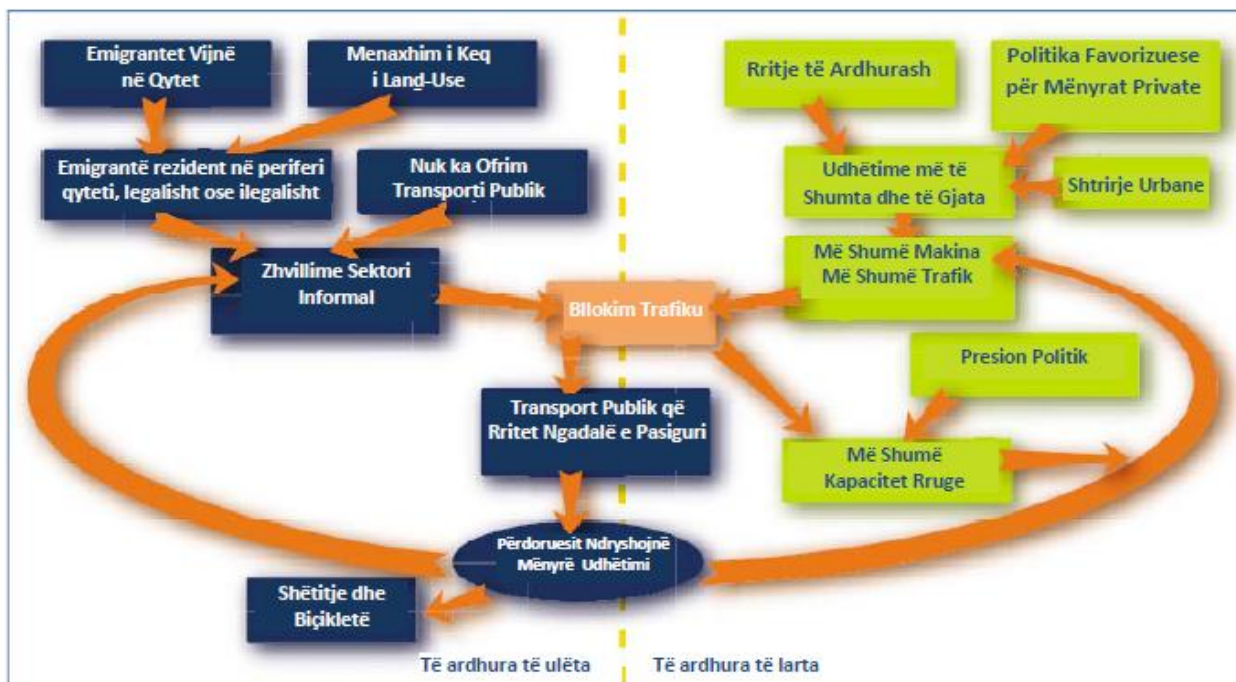 Emigrantet Vijnë
në Qytet
Menaxhim i Keq
i Land-Use
Emigrantë rezident në periferi
qyteti, legalisht ose ilegalisht
Nuk ka Ofrim
Transporti Publik
Zhvillime Sektori
Informal
Bllokim Trafiku
Transport Publik që
Rritet Ngadalë e Pasiguri
Përdoruesit Ndryshojnë
Mënyrë Udhëtimi
Shëtitje dhe
Biçikletë
Të ardhura të ulëta
Rritje të Ardhurash
Politika Favorizuese
për Mënyrat Private
Udhëtime më të
Shumta dhe të Gjata
Shtrirje Urbane
Më Shumë Makina
Më Shumë Trafik
Presion Politik
Më Shumë
Kapacitet Rruge
Të ardhura të larta